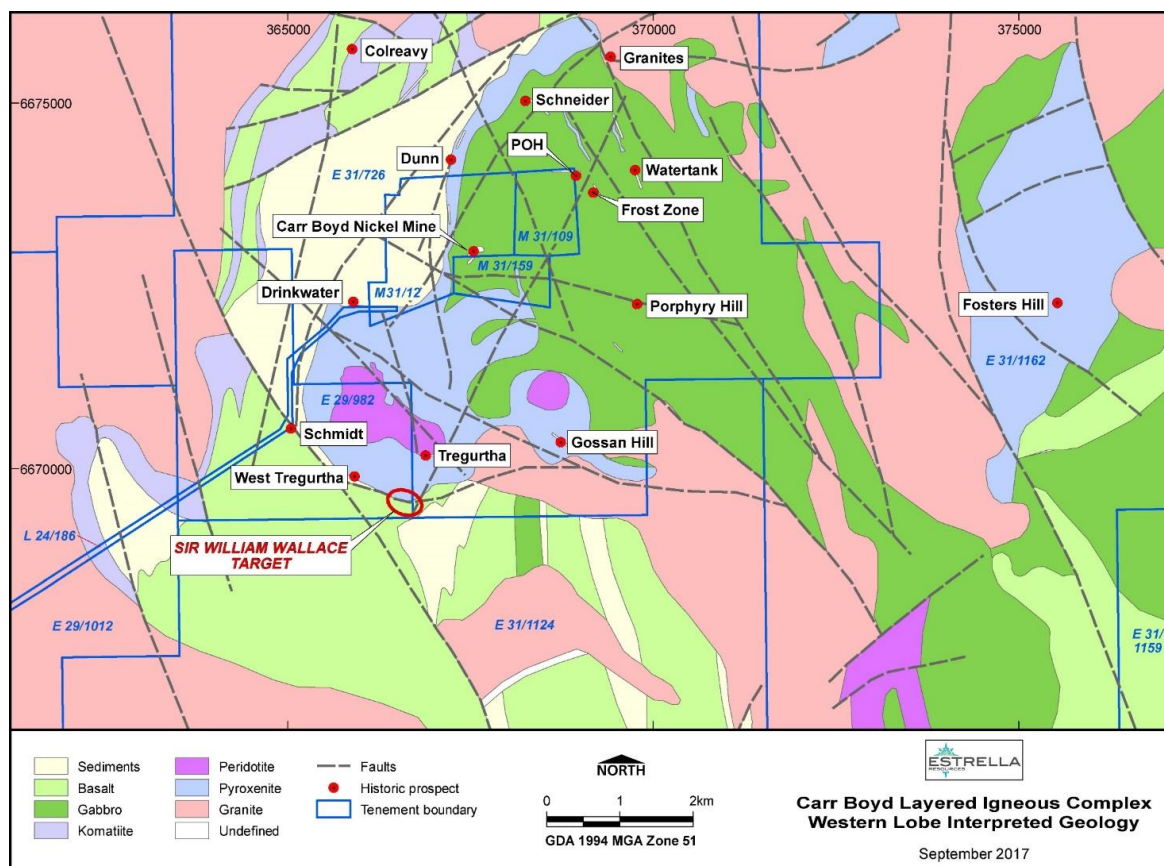 365000
370000
375000
Colreavy
Granites
6675000
Schneider
Dunn
POH
Watertank
E 31/726
Frost Zone
Carr Boyd Nickel Mine
M 31/109
M 31/159
Drinkwater
M31/12
Porphyry Hill
Fosters Hill
E 31/1162
E 29/982
Schmidt
Gossan Hill
Tregurtha
6670000
West Tregurtha
L 24/186
SIR WILLIAM WALLACE
TARGET
E 29/1012
E 31/1124
E 31/
1159
Sediments
Basalt
Gabbro
Komatiite
Peridotite
Pyroxenite
Granite
Undefined
Faults
Historic prospect
Tenement boundary
NORTH
0 1 2km
GDA 1994 MGA Zone 51
ESTRELLA
RESOURCES
Carr Boyd Layered Igneous Complex
Western Lobe Interpreted Geology
September 2017